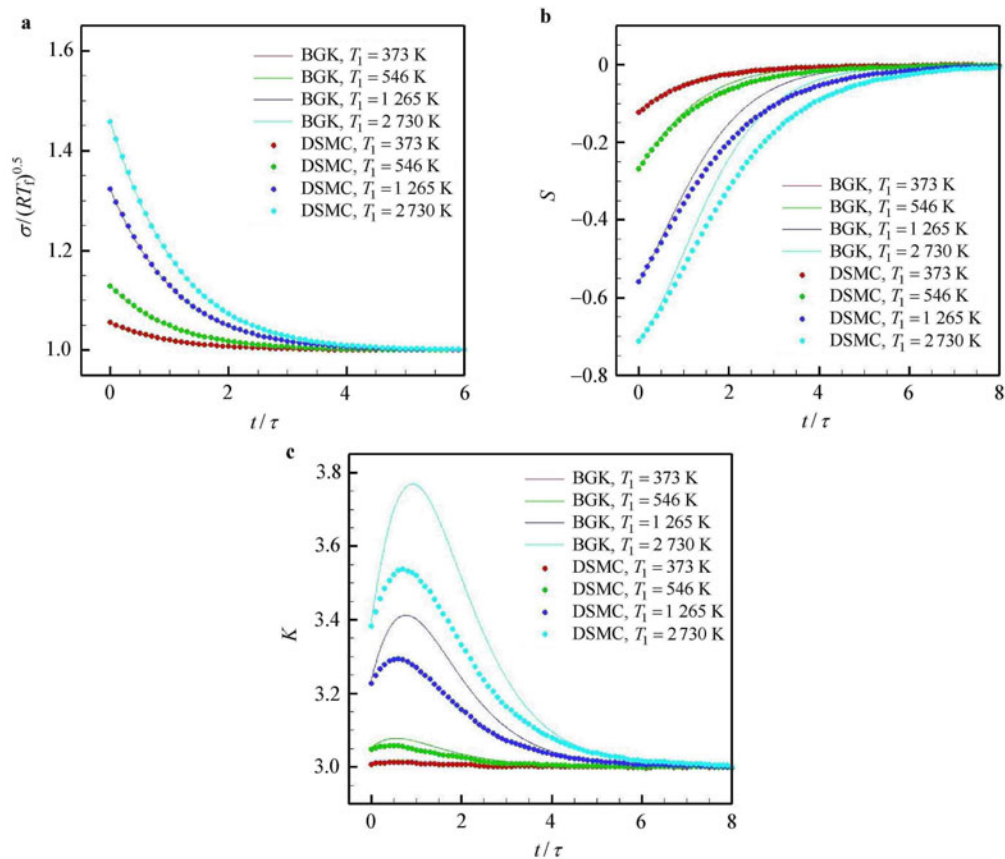 a
σ/(RT_f)^0.5
1.6
1.4
1.2
1.0
0 2 4 6
t/τ
BGK, T_1 = 373 K
BGK, T_1 = 546 K
BGK, T_1 = 1 265 K
BGK, T_1 = 2 730 K
DSMC, T_1 = 373 K
DSMC, T_1 = 546 K
DSMC, T_1 = 1 265 K
DSMC, T_1 = 2 730 K
b
S
0
−0.2
−0.4
−0.6
−0.8
0 2 4 6 8
t/τ
BGK, T_1 = 373 K
BGK, T_1 = 546 K
BGK, T_1 = 1 265 K
BGK, T_1 = 2 730 K
DSMC, T_1 = 373 K
DSMC, T_1 = 546 K
DSMC, T_1 = 1 265 K
DSMC, T_1 = 2 730 K
c
K
3.8
3.6
3.4
3.2
3.0
0 2 4 6 8
t/τ
BGK, T_1 = 373 K
BGK, T_1 = 546 K
BGK, T_1 = 1 265 K
BGK, T_1 = 2 730 K
DSMC, T_1 = 373 K
DSMC, T_1 = 546 K
DSMC, T_1 = 1 265 K
DSMC, T_1 = 2 730 K